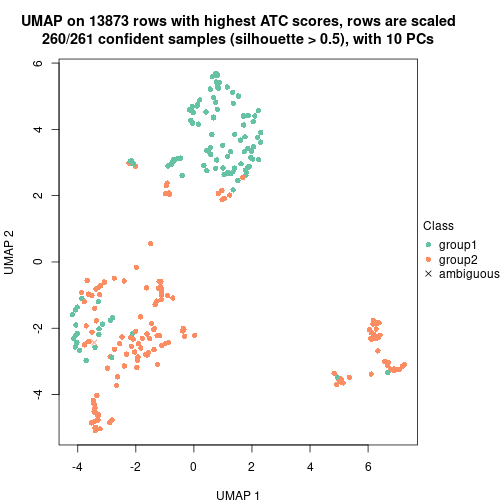 UMAP on 13873 rows with highest ATC scores, rows are scaled
260/261 confident samples (silhouette > 0.5), with 10 PCs
6
4
2
0
-2
-4
UMAP 2
-4
-2
0
2
4
6
UMAP 1
Class
group1
group2
ambiguous